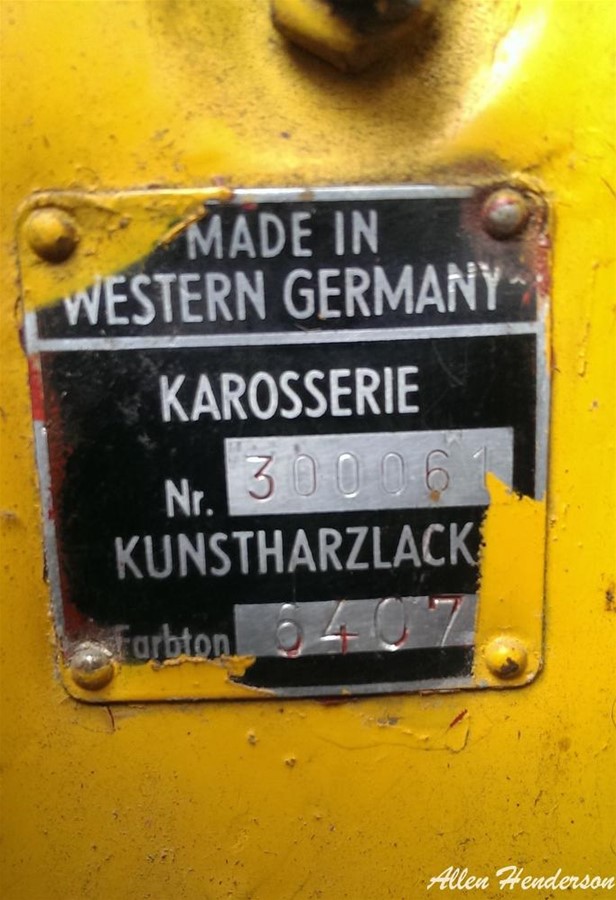 MADE IN
WESTERN GERMANY
KAROSSERIE
Nr. 300061
KUNSTHARZLACK
Farbton 6407
Allen Henderson